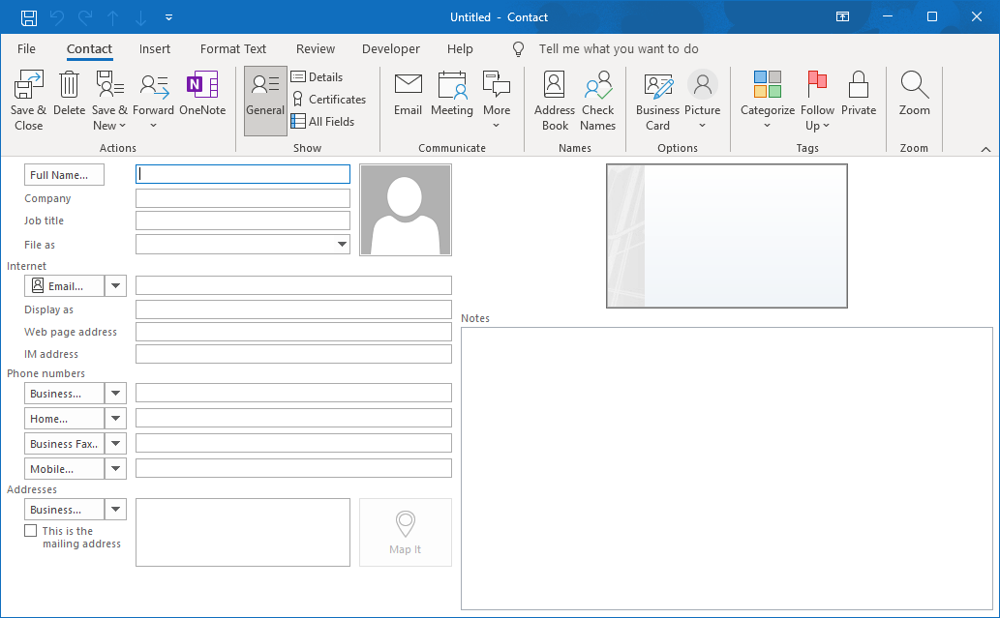 Untitled - Contact
File Contact Insert Format Text Review Developer Help Tell me what you want to do
Save & Close
Delete
Save & New
Forward
OneNote
Actions
General
Details
Certificates
All Fields
Show
Email
Meeting
More
Communicate
Address Book
Check Names
Names
Business Card
Picture
Options
Categorize
Follow Up
Private
Tags
Zoom
Zoom
Full Name...
Company
Job title
File as
Internet
Email...
Display as
Web page address
IM address
Phone numbers
Business...
Home...
Business Fax..
Mobile...
Addresses
Business...
This is the
mailing address
Map It
Notes